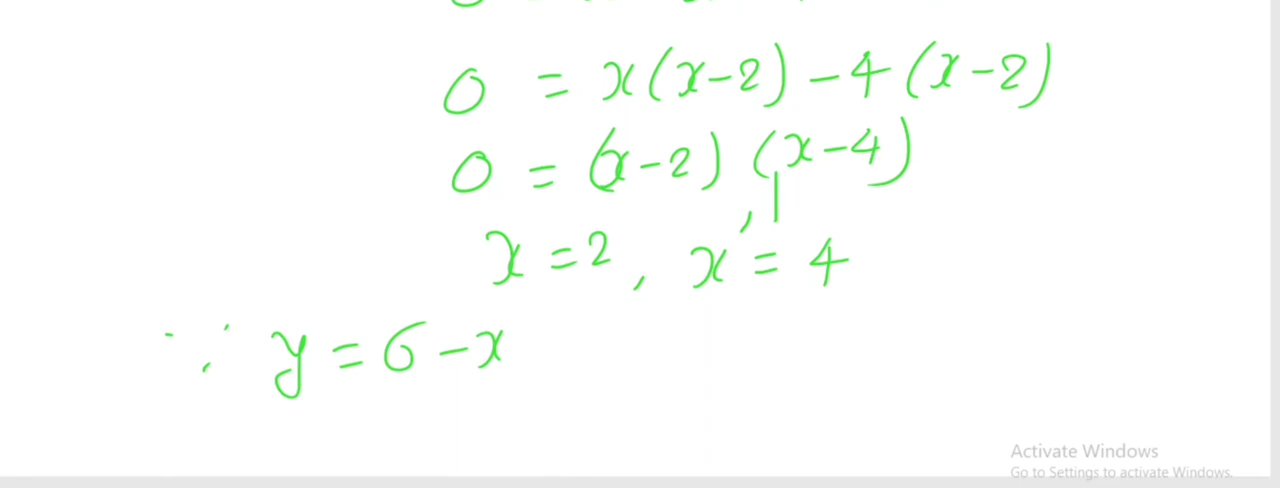 0 = x(x-2) -4(x-2)
0 = (x-2) (x-4)
x = 2, x = 4
∵ y = 6 - x
Activate Windows
Go to Settings to activate Windows.